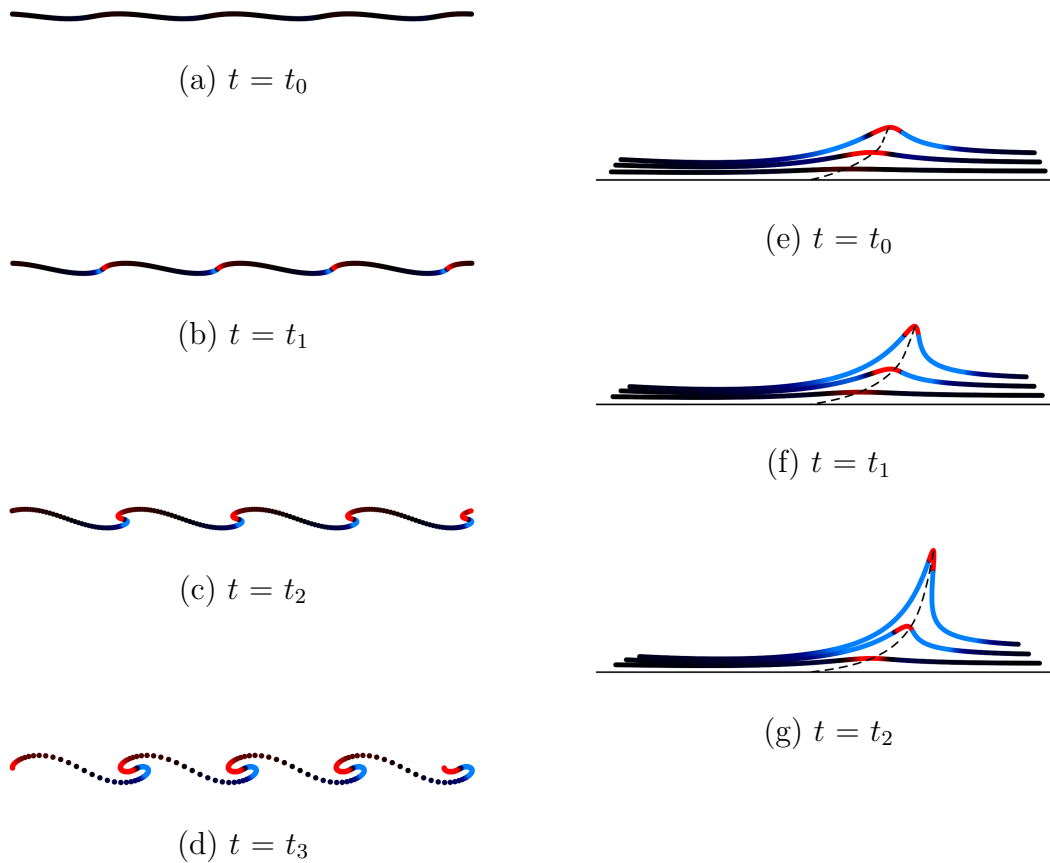 (a) t = t₀
(b) t = t₁
(c) t = t₂
(d) t = t₃
(e) t = t₀
(f) t = t₁
(g) t = t₂